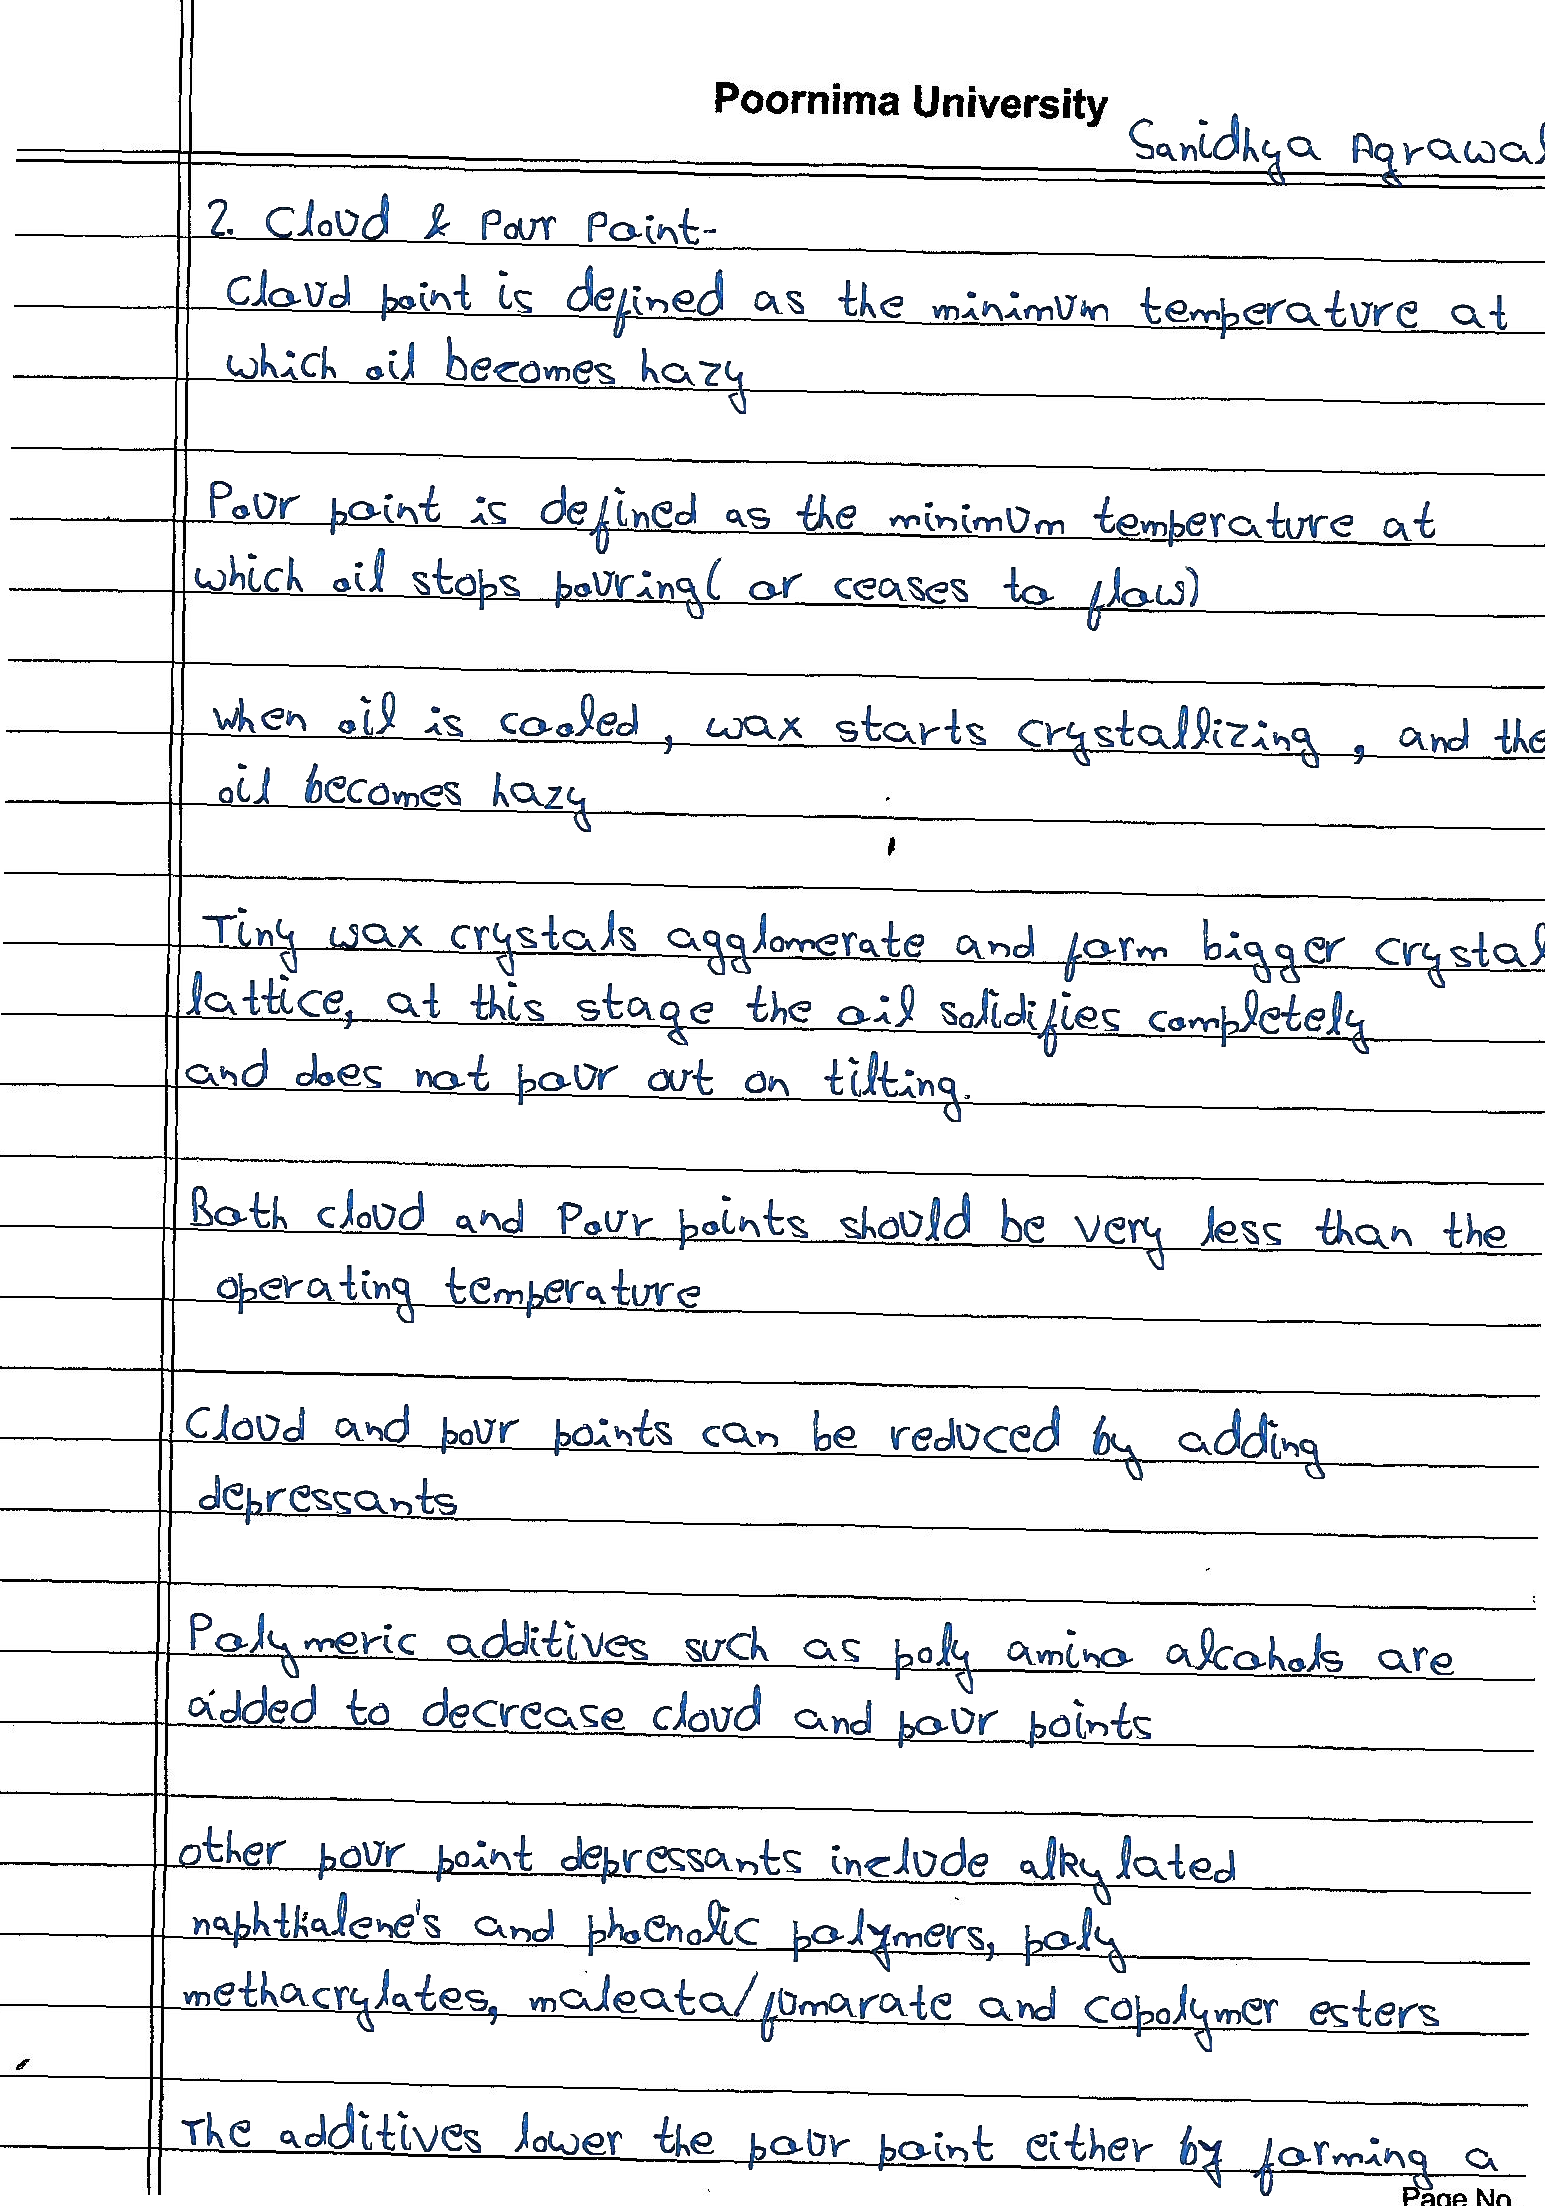 Poornima University
Sanidhya Agrawal
2. Cloud & Pour Point-
Cloud point is defined as the minimum temperature at
which oil becomes hazy
Pour point is defined as the minimum temperature at
which oil stops pouring( or ceases to flow)
when oil is cooled, wax starts crystallizing, and the
oil becomes hazy
Tiny wax crystals agglomerate and form bigger crystal
lattice, at this stage the oil solidifies completely
and does not pour out on tilting.
Both cloud and Pour points should be very less than the
operating temperature
Cloud and pour points can be reduced by adding
depressants
Polymeric additives such as poly amino alcohols are
added to decrease cloud and pour points
other pour point depressants include alkylated
naphthalene's and phoenolic polymers, poly
methacrylates, maleata/fumarate and copolymer esters
The additives lower the pour point either by forming a
Page No